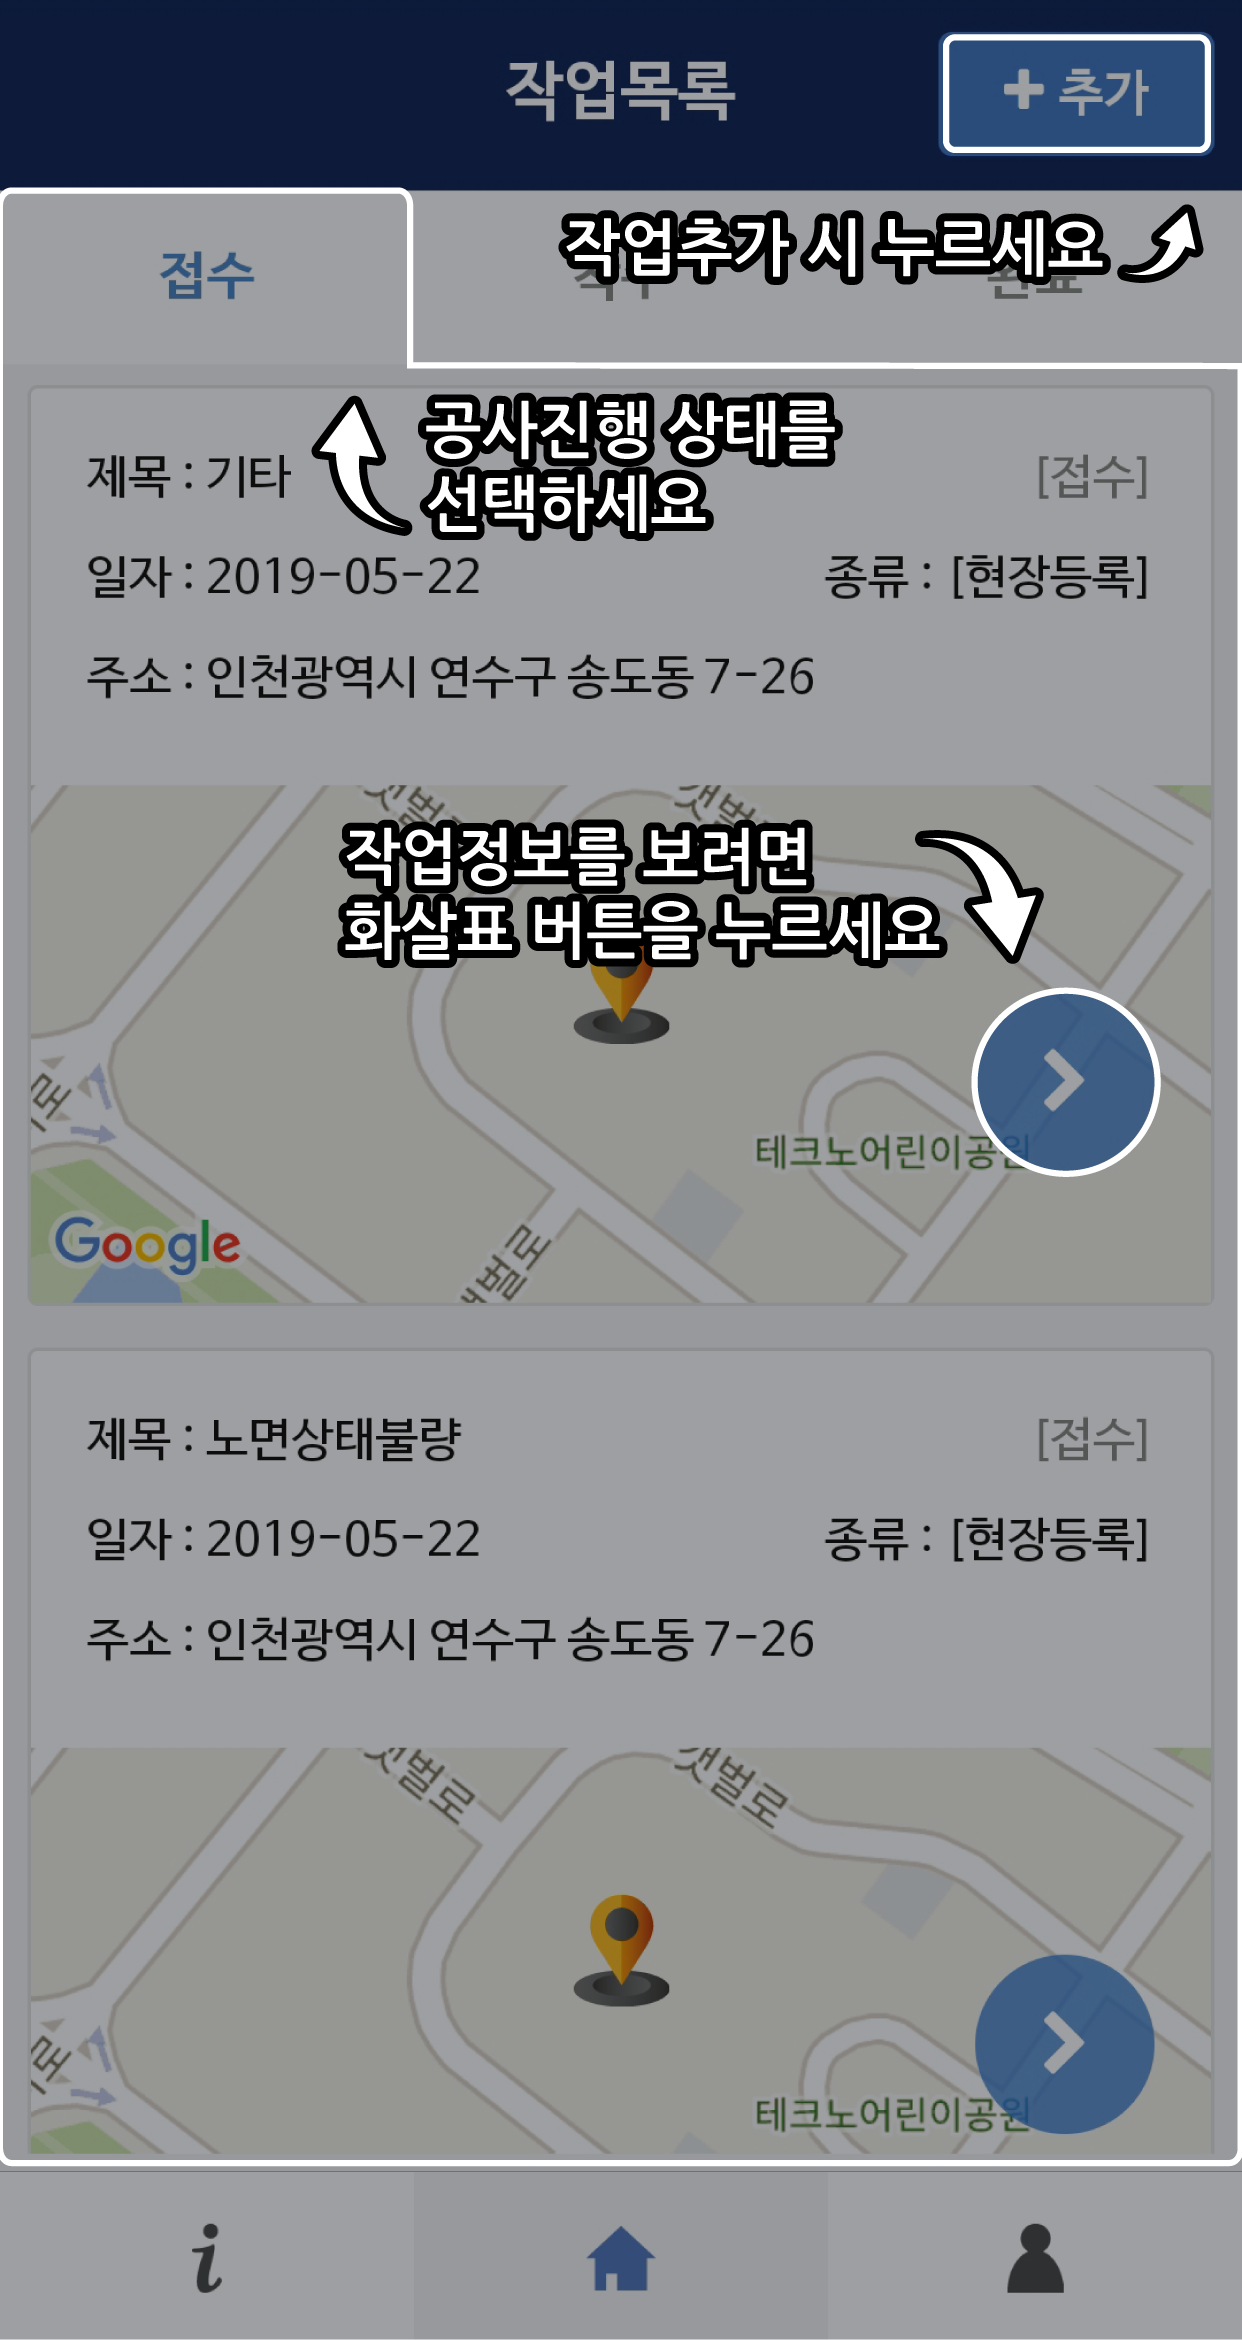 작업목록
추가
접수
작업추가 시 누르세요
완료
공사진행 상태를
선택하세요
제목 : 기타
[접수]
일자 : 2019-05-22
종류 : [현장등록]
주소 : 인천광역시 연수구 송도동 7-26
작업정보를 보려면
화살표 버튼을 누르세요
테크노어린이공원
Google
제목 : 노면상태불량
[접수]
일자 : 2019-05-22
종류 : [현장등록]
주소 : 인천광역시 연수구 송도동 7-26
갯벌로
갯벌로
테크노어린이공원